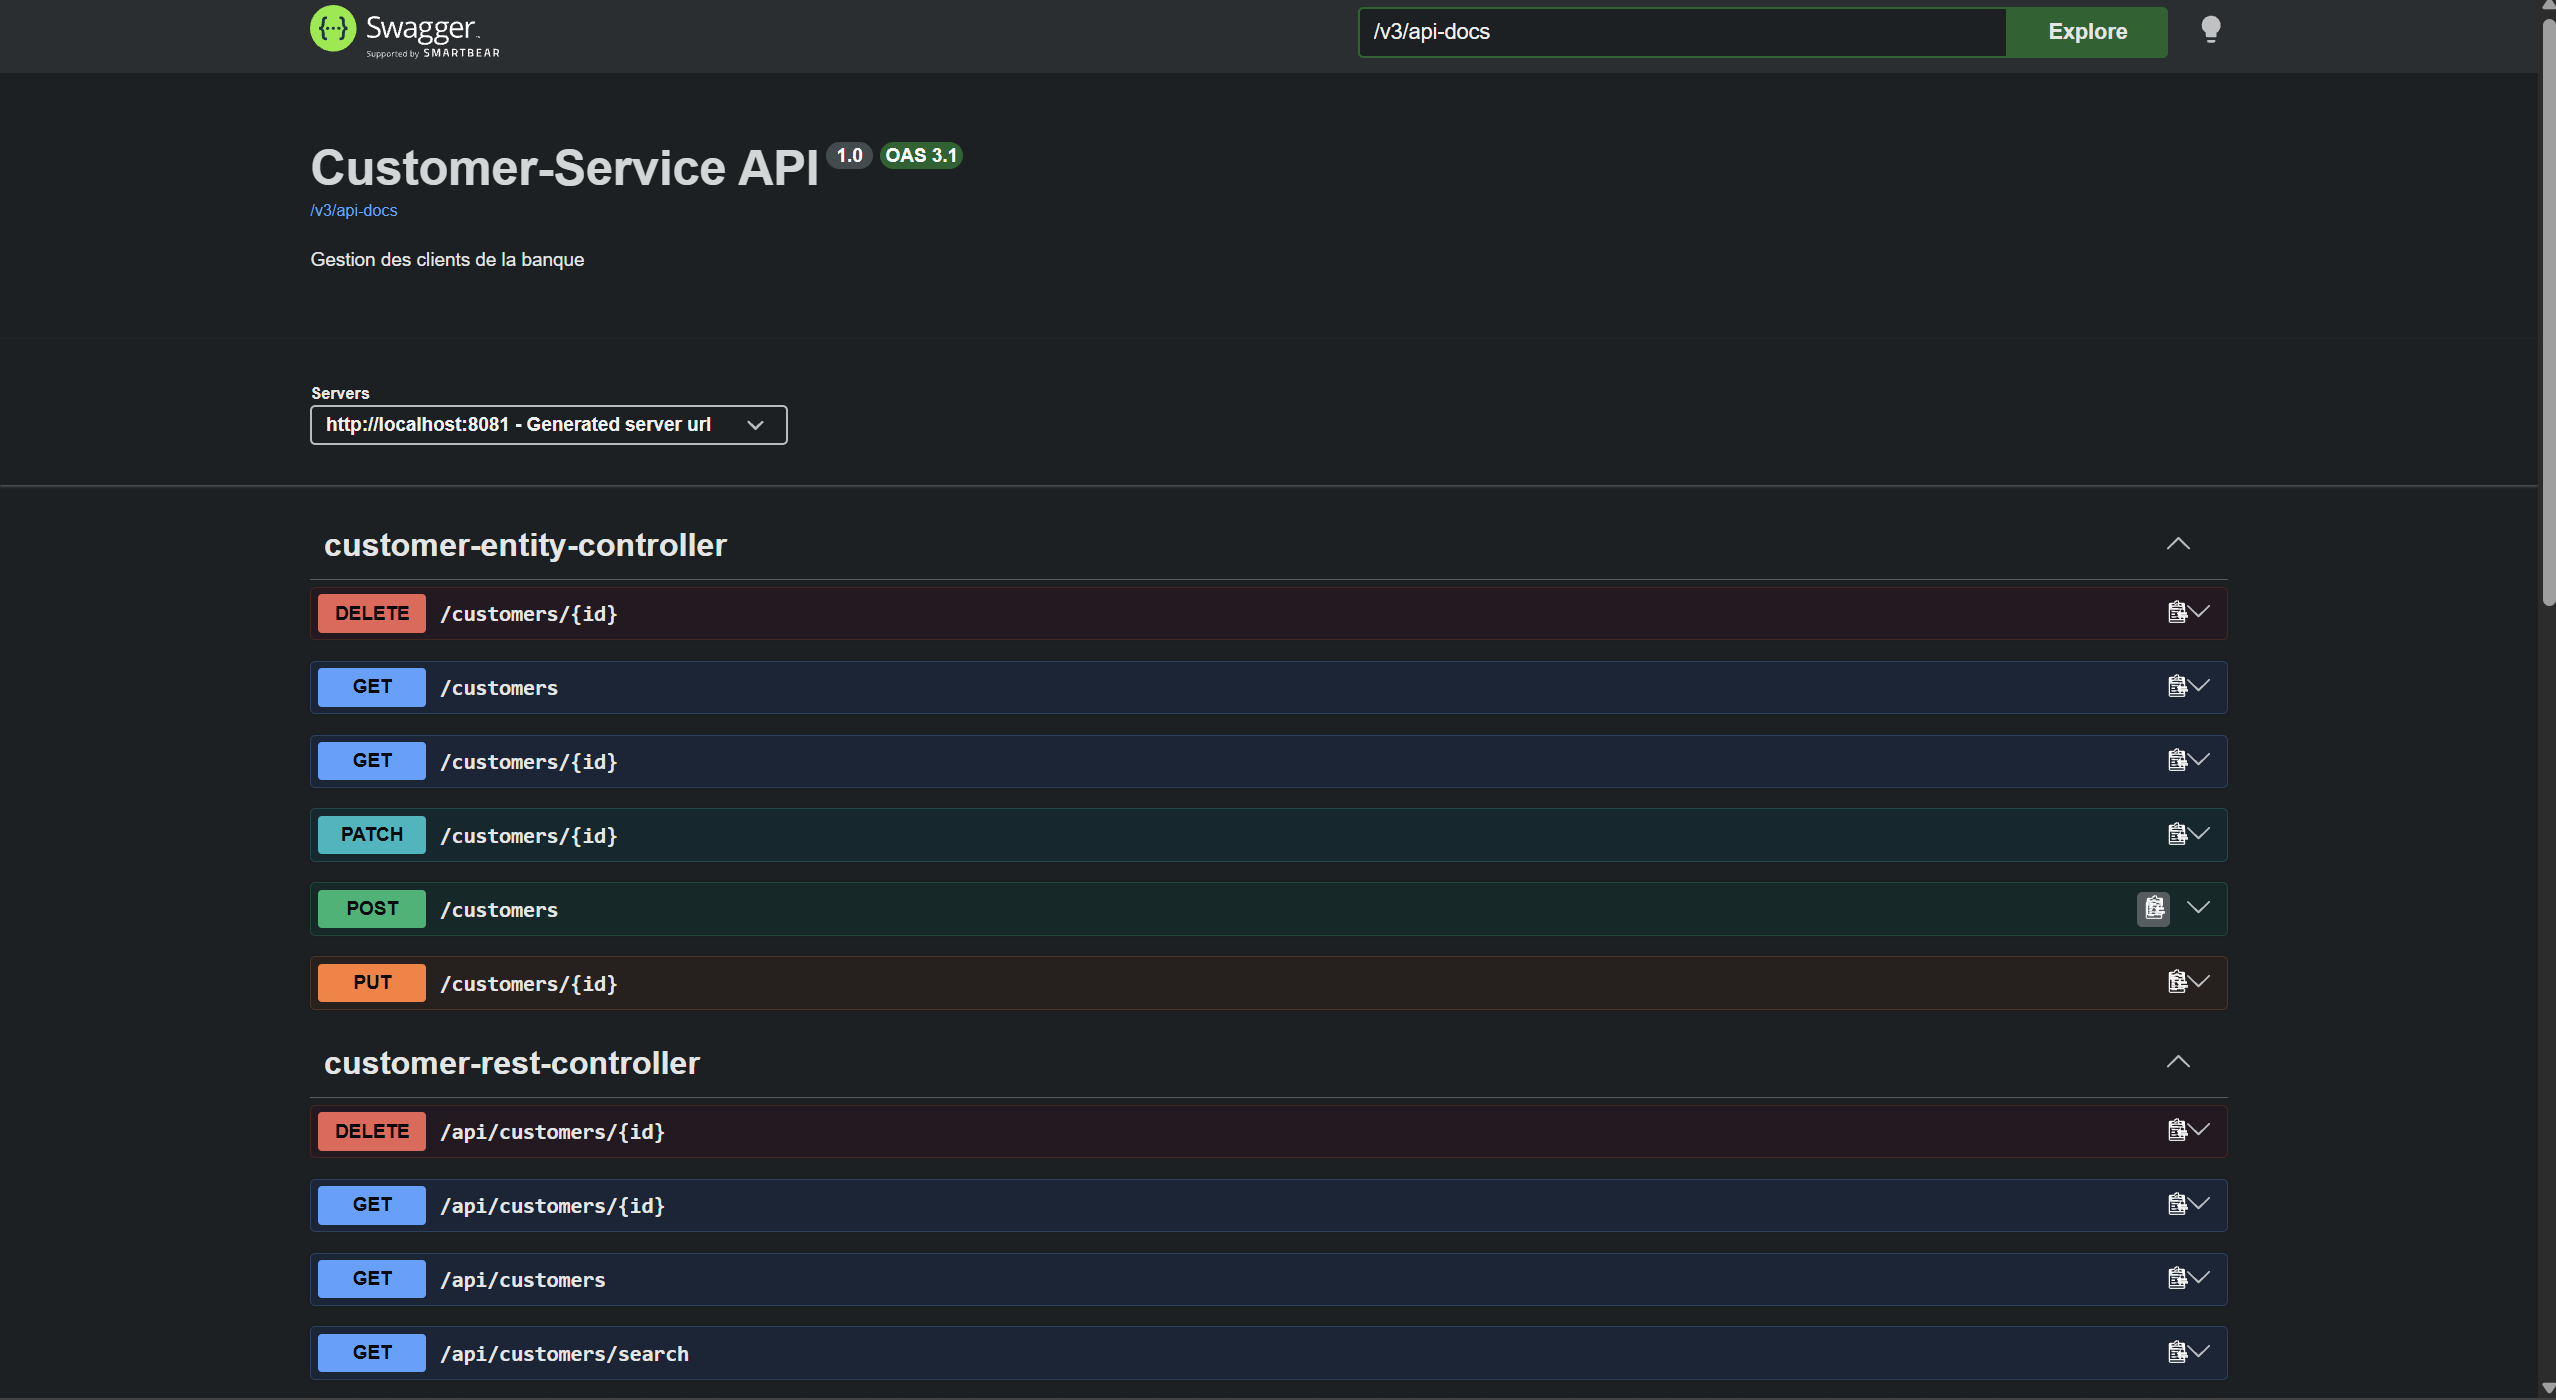 Swagger
Supported by SMARTBEAR
/v3/api-docs
Explore
Customer-Service API 1.0 OAS 3.1
/v3/api-docs
Gestion des clients de la banque
Servers
http://localhost:8081 - Generated server url
customer-entity-controller
DELETE /customers/{id}
GET /customers
GET /customers/{id}
PATCH /customers/{id}
POST /customers
PUT /customers/{id}
customer-rest-controller
DELETE /api/customers/{id}
GET /api/customers/{id}
GET /api/customers
GET /api/customers/search